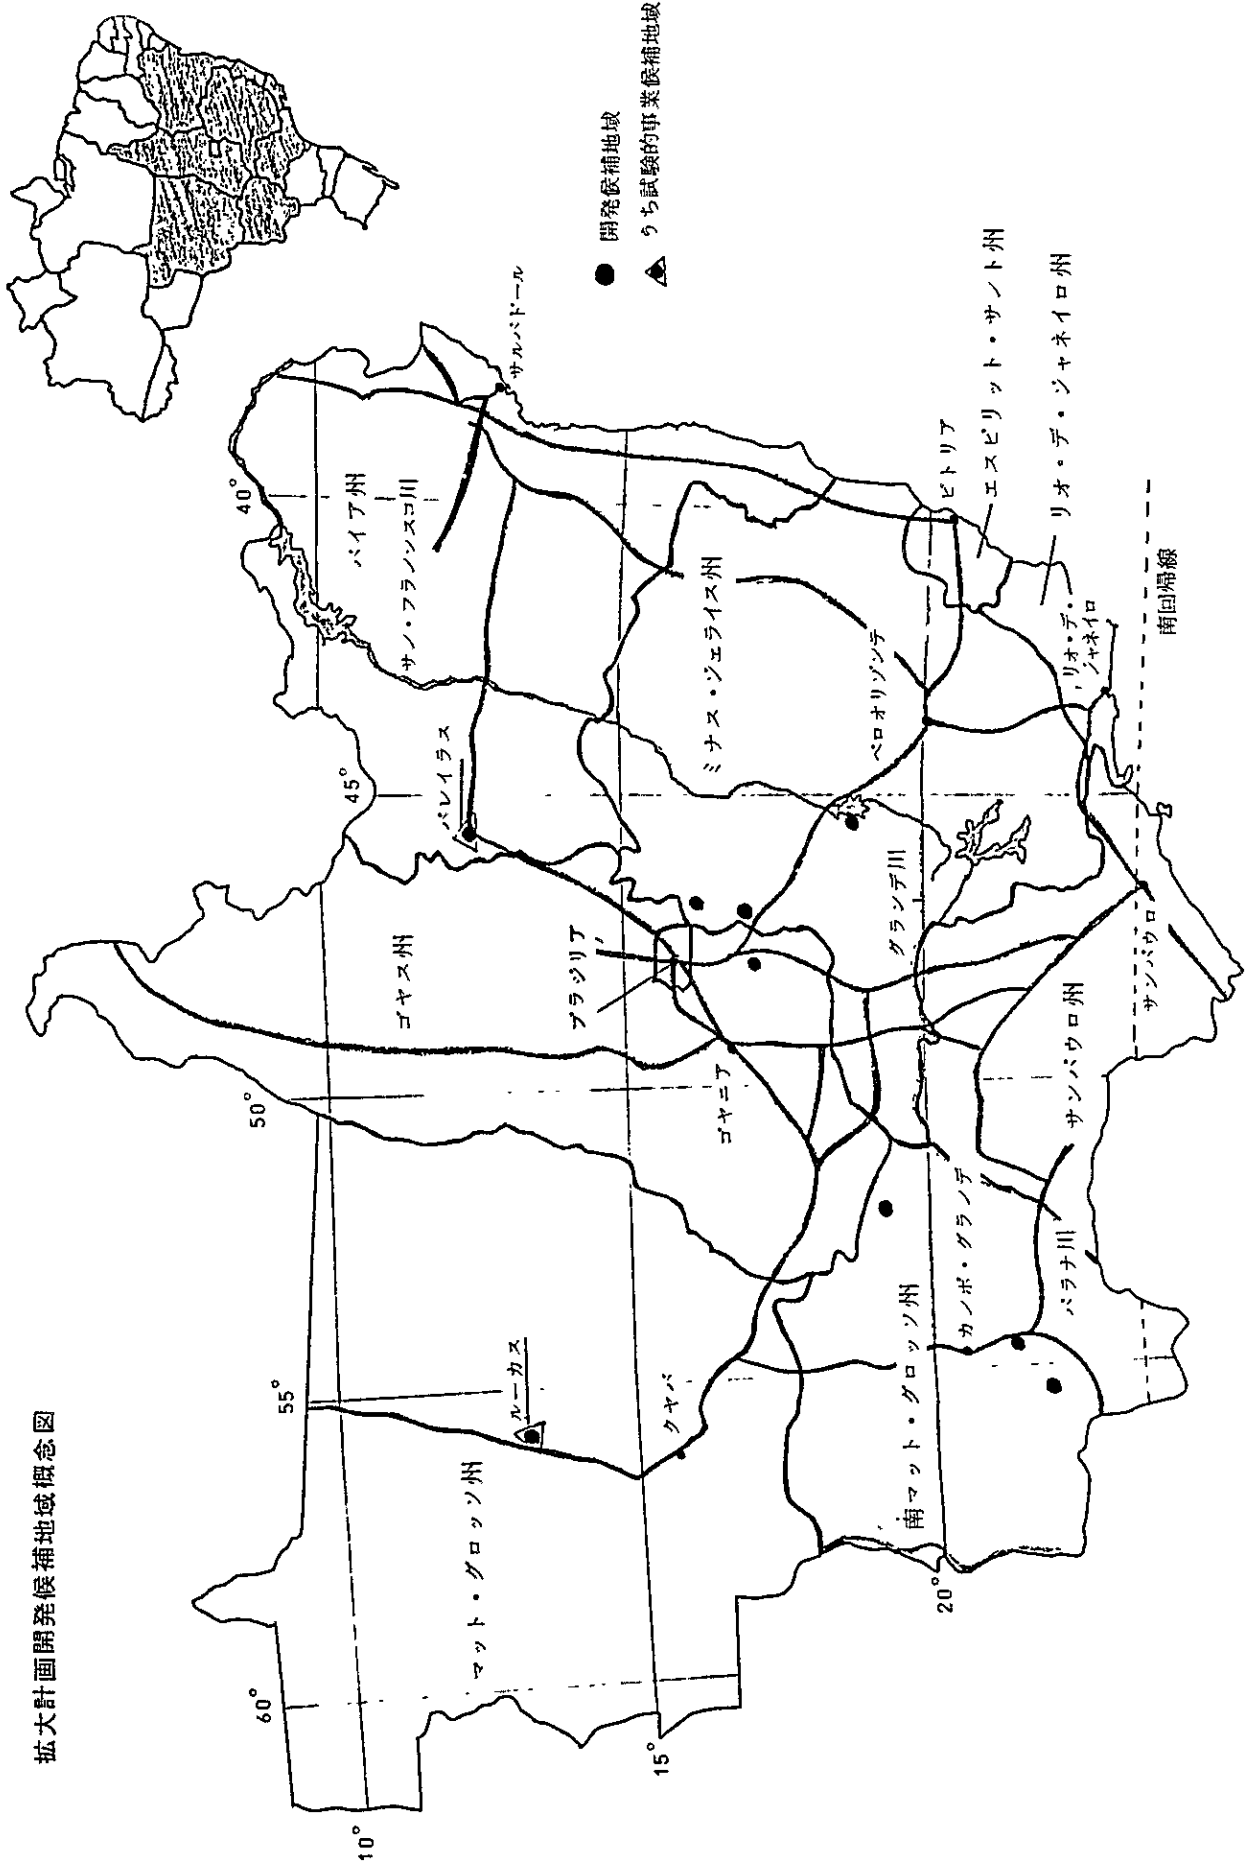 拡大計画開発候補地域概念図
● 開発候補地域
うち試験的事業候補地域
60°
55°
50°
45°
40°
10°
15°
20°
マット・グロッソ州
ルーカス
クヤバ
南マット・グロッソ州
カンポ・グランデ
パラナ川
ゴヤス州
ブラジリア
ゴヤニア
グランデ川
サンパウロ州
サンパウロ
バレイラス
バイア州
サン・フランシスコ川
サルバドール
ミナス・ジェライス州
ベロオリゾンテ
ビトリア
エスピリット・サント州
リオ・デ・ジャネイロ州
リオ・デ・
ジャネイロ
南回帰線